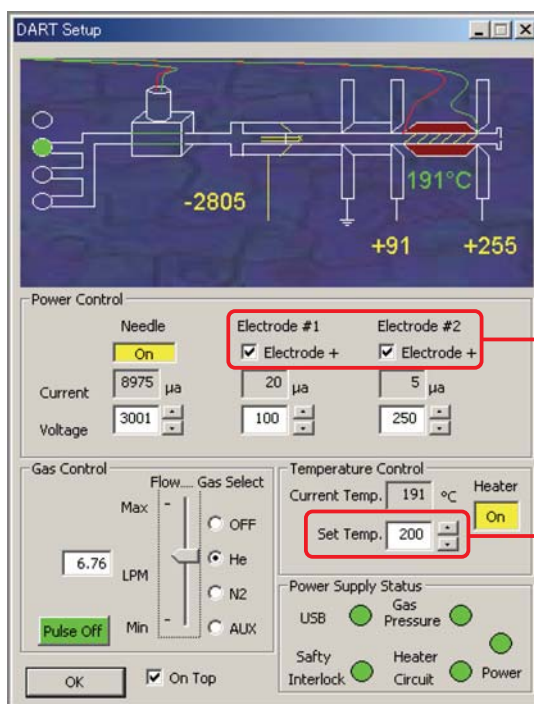 DART Setup
191°C
-2805
+91 +255
Power Control
Needle Electrode #1 Electrode #2
On Electrode + Electrode +
Current 8975 µa 20 µa 5 µa
Voltage 3001 100 250
Gas Control
Flow.... Gas Select
Max
OFF
6.76 He
LPM
N2
Pulse Off Min AUX
Temperature Control
Current Temp. 191 °C Heater
Set Temp. 200 On
Power Supply Status
USB Gas
Pressure
Safty Heater Power
Interlock Circuit
OK On Top